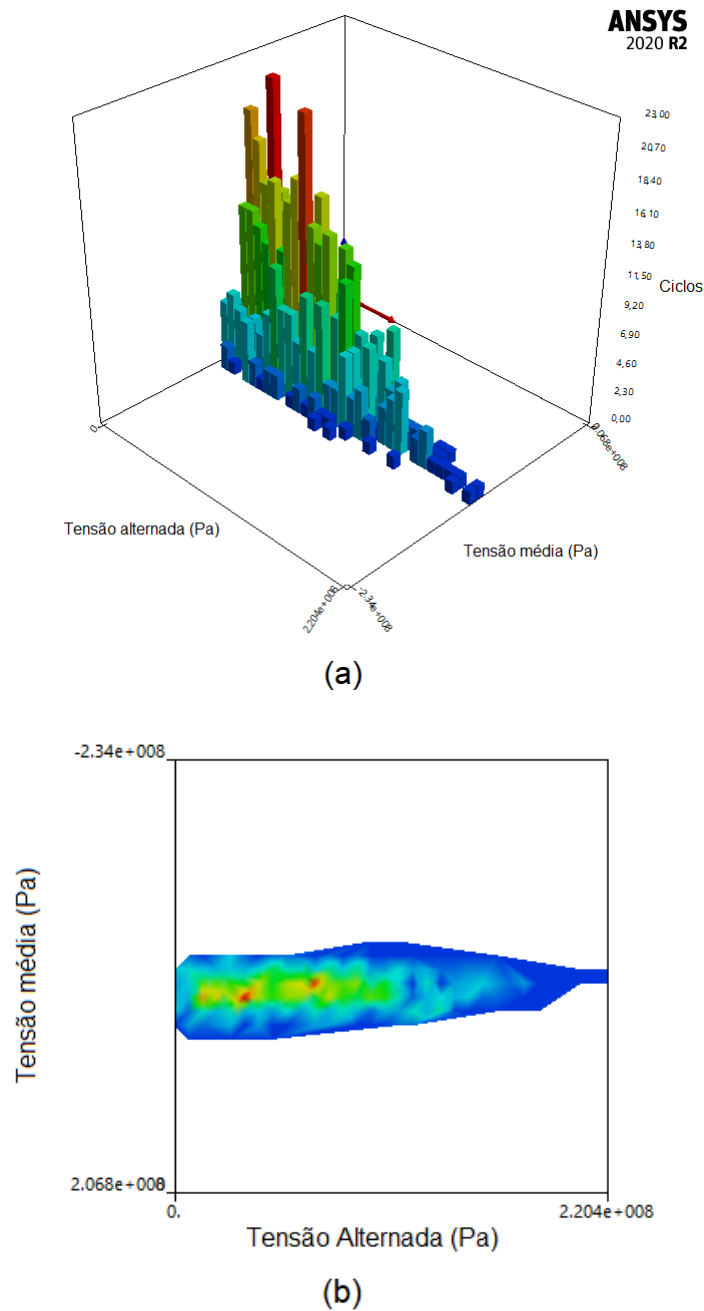 ANSYS
2020 R2
23,00
20,70
18,40
16,10
13,80
11,50
Ciclos
9,20
6,90
4,60
2,30
0,00
0.
2.068e+008
Tensão alternada (Pa)
Tensão média (Pa)
2.204e+008
-2.34e+008
(a)
-2.34e+008
Tensão média (Pa)
2.068e+008
0.
2.204e+008
Tensão Alternada (Pa)
(b)